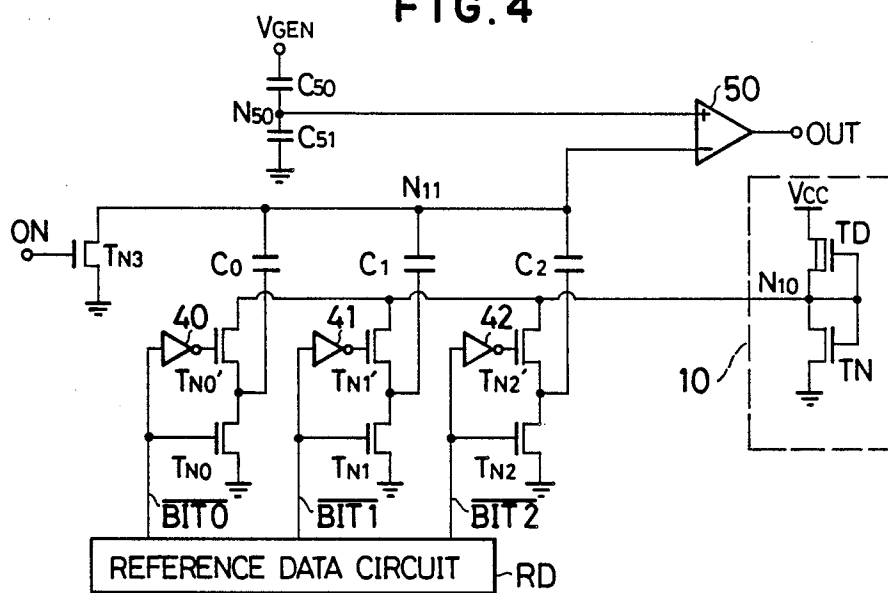 FIG.4
VGEN
C50
N50
C51
50
+
-
OUT
N11
ON
TN3
C0
C1
C2
VCC
TD
N10
TN
10
40
41
42
TN0'
TN1'
TN2'
TN0
TN1
TN2
BIT0
BIT1
BIT2
REFERENCE DATA CIRCUIT
RD